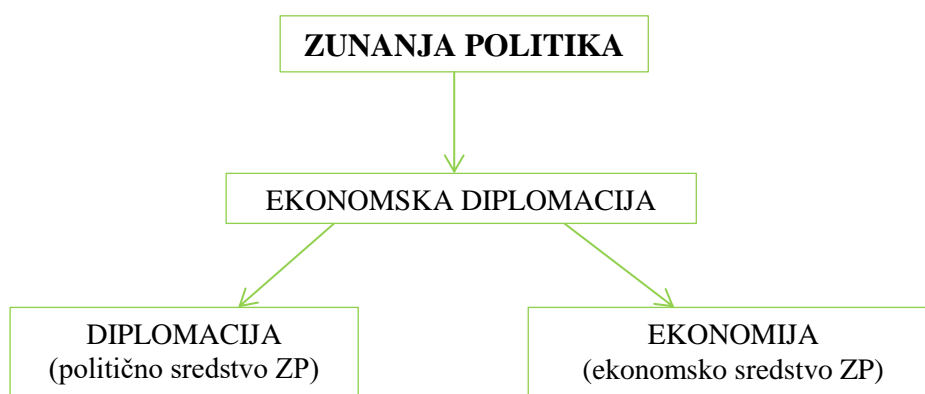 ZUNANJA POLITIKA
EKONOMSKA DIPLOMACIJA
DIPLOMACIJA
(politično sredstvo ZP)
EKONOMIJA
(ekonomsko sredstvo ZP)